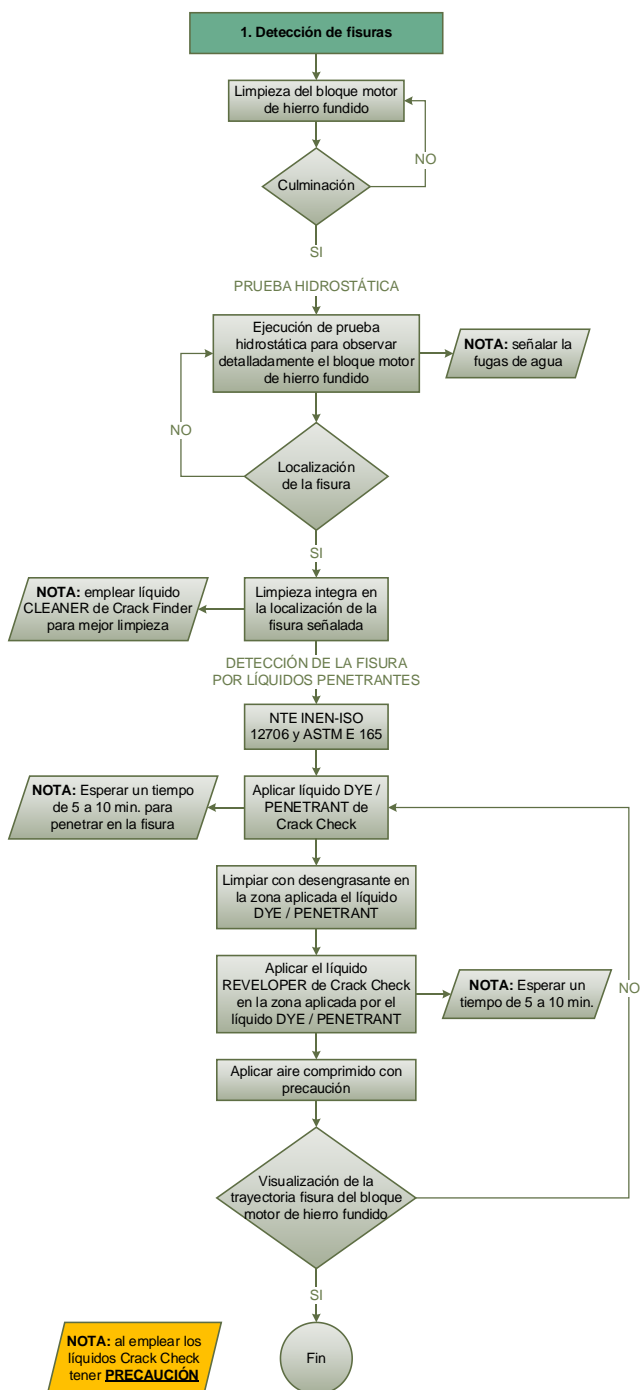 1. Detección de fisuras
Limpieza del bloque motor
de hierro fundido
NO
Culminación
SI
PRUEBA HIDROSTÁTICA
Ejecución de prueba
hidrostática para observar
detalladamente el bloque motor
de hierro fundido
NOTA: señalar la
fugas de agua
NO
Localización
de la fisura
SI
NOTA: emplear líquido
CLEANER de Crack Finder
para mejor limpieza
Limpieza integra en
la localización de la
fisura señalada
DETECCIÓN DE LA FISURA
POR LÍQUIDOS PENETRANTES
NTE INEN-ISO
12706 y ASTM E 165
NOTA: Esperar un tiempo
de 5 a 10 min. para
penetrar en la fisura
Aplicar líquido DYE /
PENETRANT de
Crack Check
Limpiar con desengrasante en
la zona aplicada el líquido
DYE / PENETRANT
Aplicar el líquido
REVELOPER de Crack Check
en la zona aplicada por el
líquido DYE / PENETRANT
NOTA: Esperar un
tiempo de 5 a 10 min.
NO
Aplicar aire comprimido con
precaución
Visualización de la
trayectoria fisura del bloque
motor de hierro fundido
SI
NOTA: al emplear los
líquidos Crack Check
tener PRECAUCIÓN
Fin